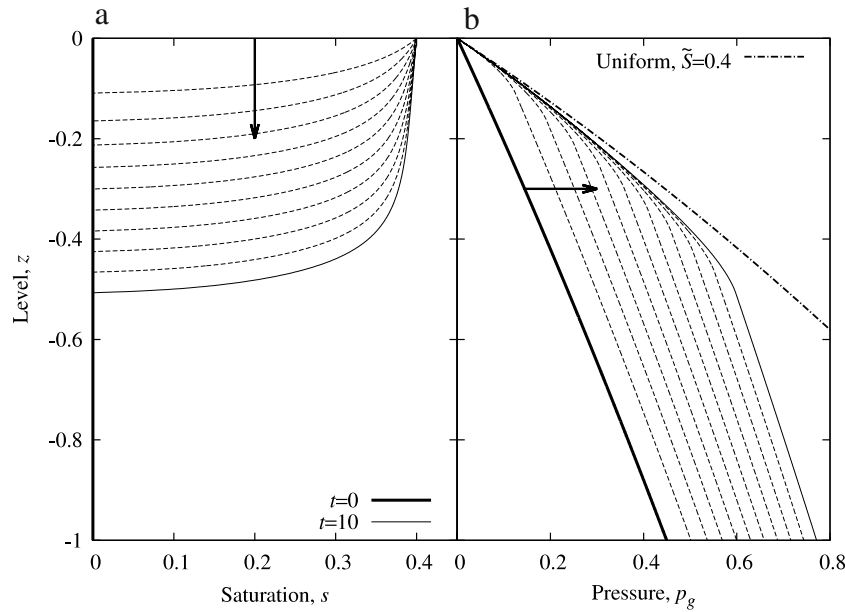 a
b
Uniform, S̃=0.4
0
-0.2
-0.4
-0.6
-0.8
-1
Level, z
t=0
t=10
0 0.1 0.2 0.3 0.4 0 0.2 0.4 0.6 0.8
Saturation, s
Pressure, p_g